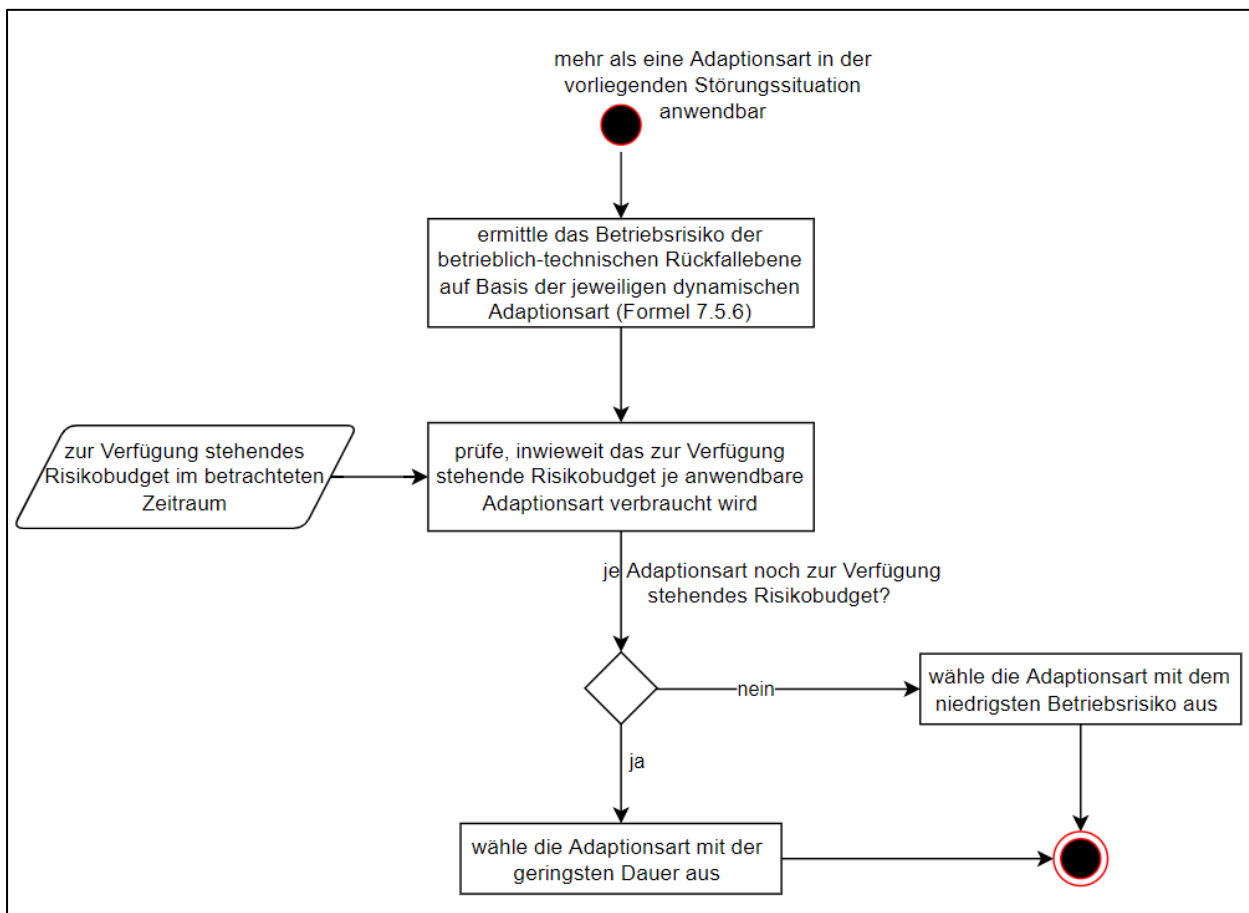 mehr als eine Adaptionsart in der
vorliegenden Störungssituation
anwendbar
ermittle das Betriebsrisiko der
betrieblich-technischen Rückfallebene
auf Basis der jeweiligen dynamischen
Adaptionsart (Formel 7.5.6)
zur Verfügung stehendes
Risikobudget im betrachteten
Zeitraum
prüfe, inwieweit das zur Verfügung
stehende Risikobudget je anwendbare
Adaptionsart verbraucht wird
je Adaptionsart noch zur Verfügung
stehendes Risikobudget?
nein
wähle die Adaptionsart mit dem
niedrigsten Betriebsrisiko aus
ja
wähle die Adaptionsart mit der
geringsten Dauer aus